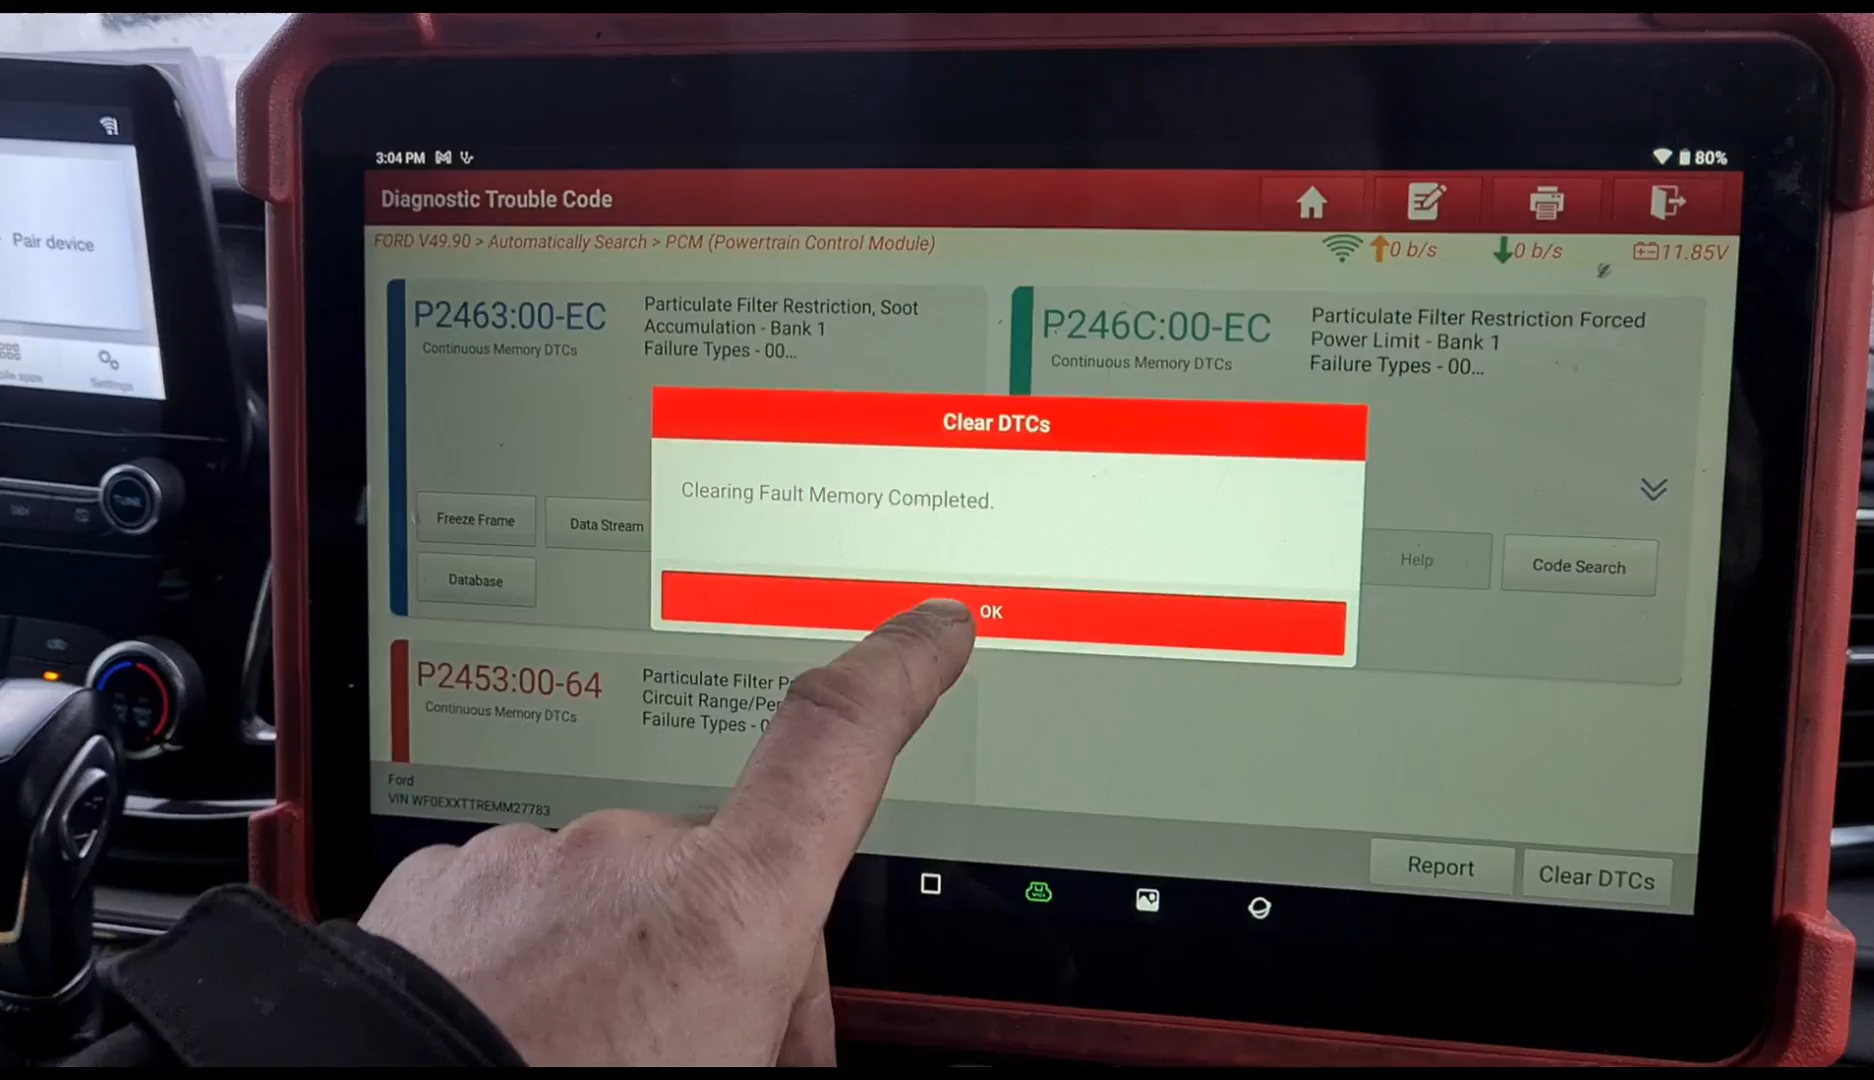 Pair device
Settings
TUNE
3:04 PM
80%
Diagnostic Trouble Code
FORD V49.90 > Automatically Search > PCM (Powertrain Control Module)
0 b/s
0 b/s
11.85V
P2463:00-EC
Continuous Memory DTCs
Particulate Filter Restriction, Soot
Accumulation - Bank 1
Failure Types - 00...
P246C:00-EC
Continuous Memory DTCs
Particulate Filter Restriction Forced
Power Limit - Bank 1
Failure Types - 00...
Clear DTCs
Clearing Fault Memory Completed.
OK
Freeze Frame
Data Stream
Database
Help
Code Search
P2453:00-64
Continuous Memory DTCs
Particulate Filter
Circuit
Failure Types -
Ford
VIN WF0EXXTTREMM27783
Report
Clear DTCs